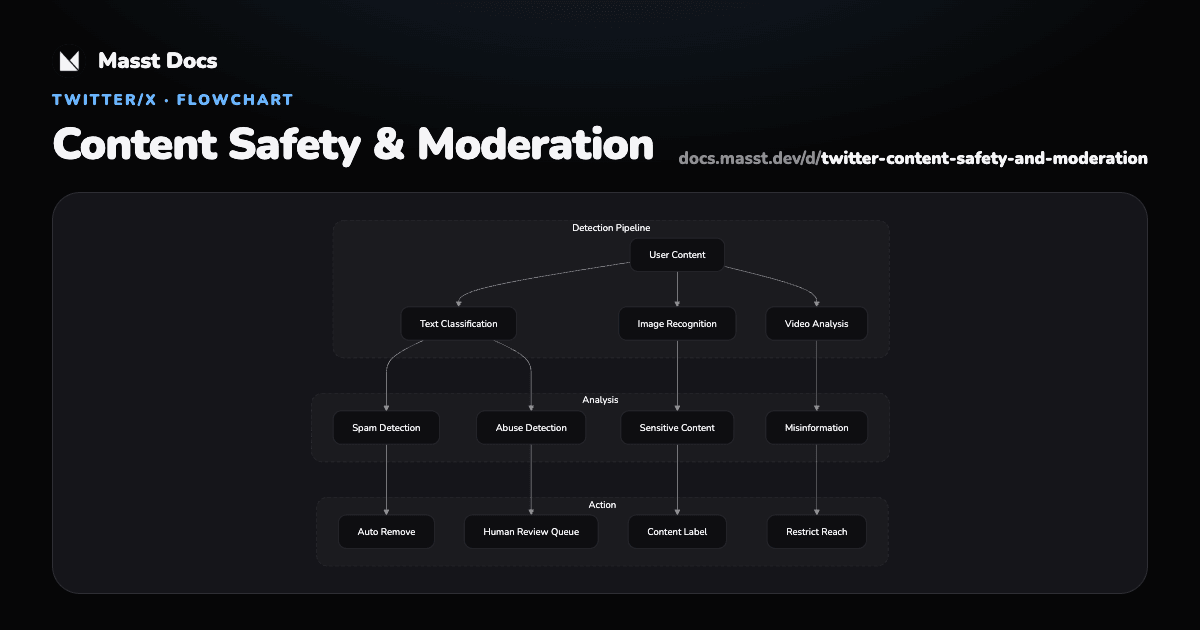 Masst Docs
TWITTER/X · FLOWCHART
Content Safety & Moderation
docs.masst.dev/d/twitter-content-safety-and-moderation
Detection Pipeline
User Content
Text Classification
Image Recognition
Video Analysis
Analysis
Spam Detection
Abuse Detection
Sensitive Content
Misinformation
Action
Auto Remove
Human Review Queue
Content Label
Restrict Reach